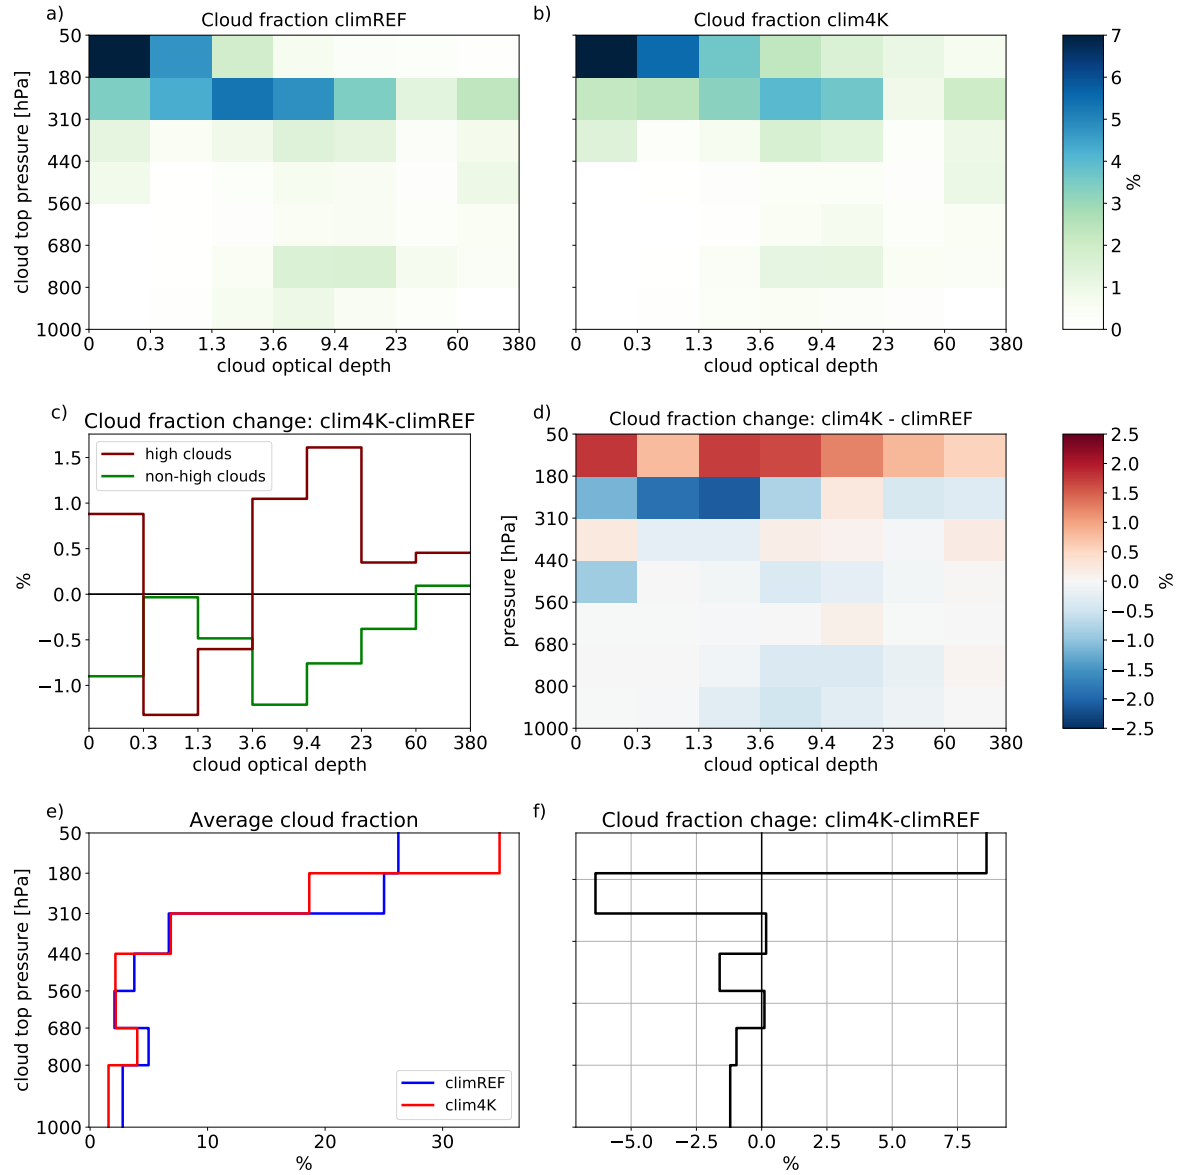 a)
Cloud fraction climREF
b)
Cloud fraction clim4K
50
180
310
440
560
680
800
1000
cloud top pressure [hPa]
0 0.3 1.3 3.6 9.4 23 60 380
cloud optical depth
0 0.3 1.3 3.6 9.4 23 60 380
cloud optical depth
7
6
5
4
3
2
1
0
%
c)
Cloud fraction change: clim4K-climREF
high clouds
non-high clouds
1.5
1.0
0.5
0.0
−0.5
−1.0
%
0 0.3 1.3 3.6 9.4 23 60 380
cloud optical depth
d)
Cloud fraction change: clim4K - climREF
50
180
310
440
560
680
800
1000
pressure [hPa]
0 0.3 1.3 3.6 9.4 23 60 380
cloud optical depth
2.5
2.0
1.5
1.0
0.5
0.0
−0.5
−1.0
−1.5
−2.0
−2.5
%
e)
Average cloud fraction
50
180
310
440
560
680
800
1000
cloud top pressure [hPa]
climREF
clim4K
0 10 20 30
%
f)
Cloud fraction chage: clim4K-climREF
−5.0 −2.5 0.0 2.5 5.0 7.5
%